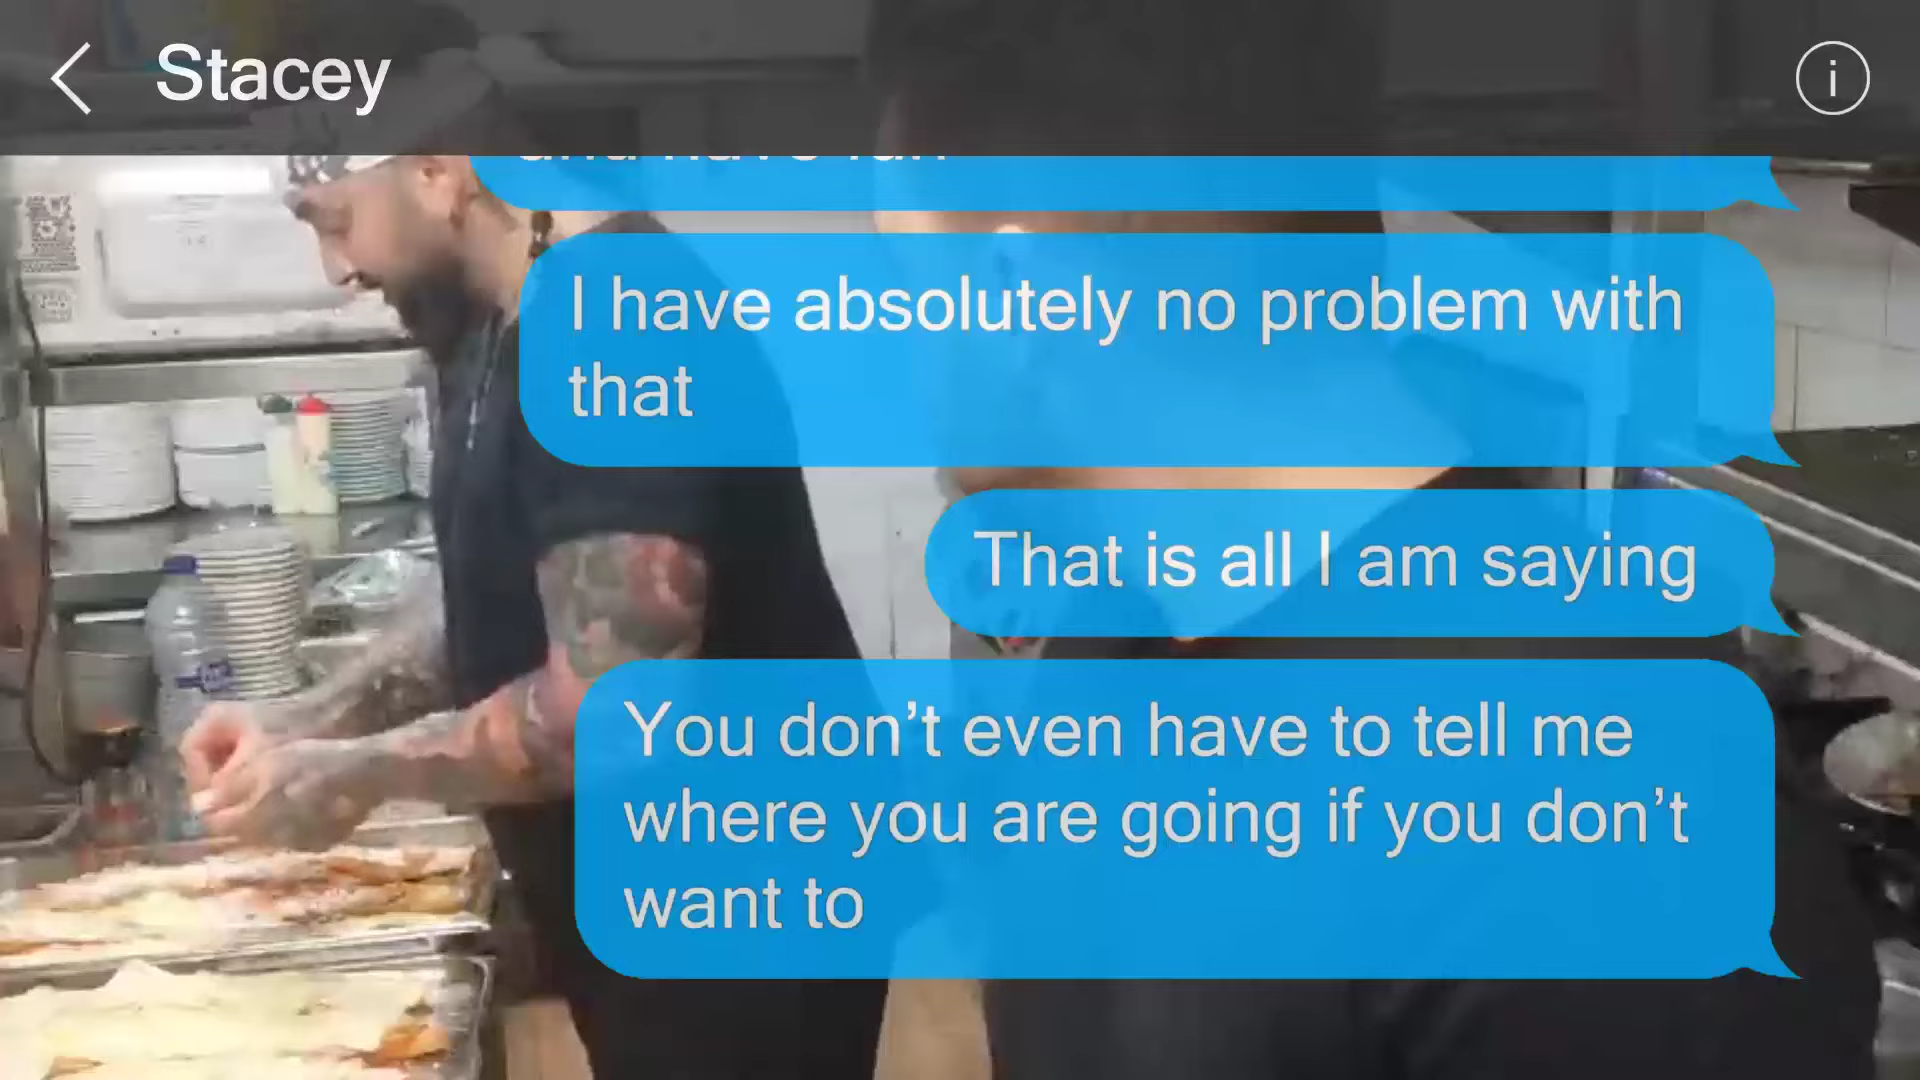 Stacey
I have absolutely no problem with
that
That is all I am saying
You don’t even have to tell me
where you are going if you don’t
want to